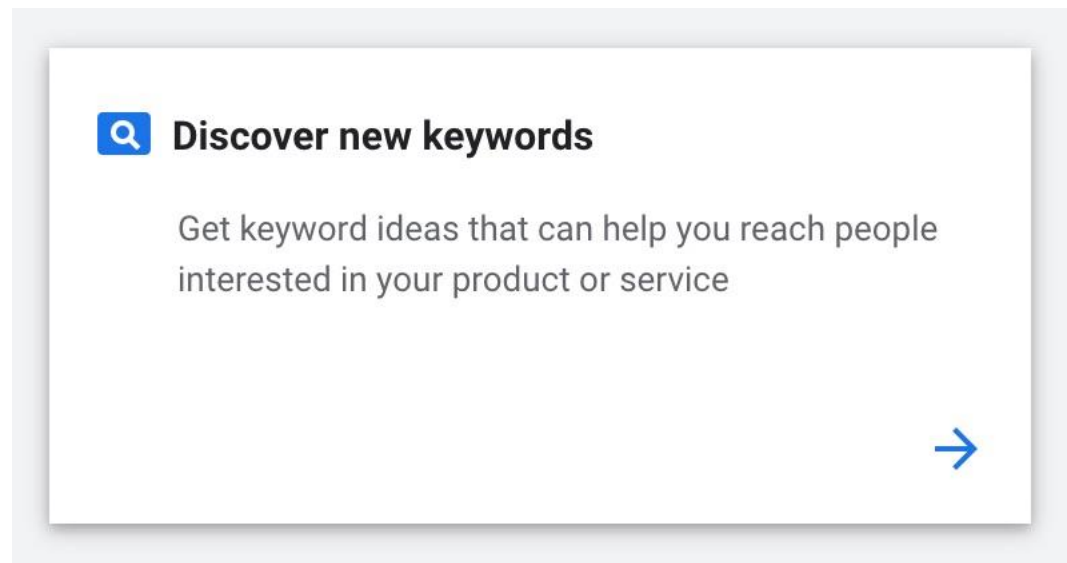 Discover new keywords
Get keyword ideas that can help you reach people
interested in your product or service